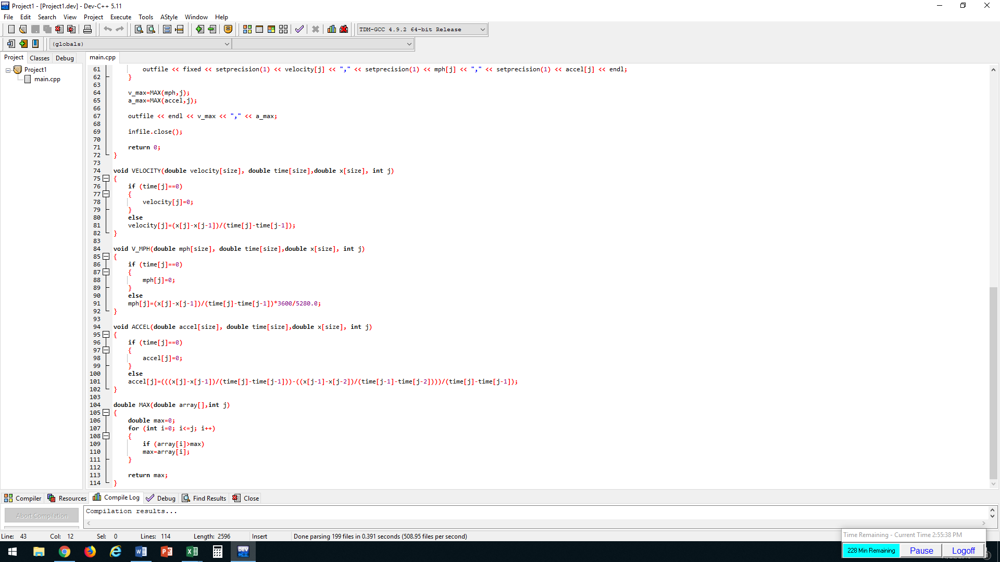 Project1 - [Project1.dev] - Dev-C++ 5.11
File Edit Search View Project Execute Tools AStyle Window Help
TDM-GCC 4.9.2 64-bit Release
(globals)
Project Classes Debug
main.cpp
Project1
main.cpp
61 outfile << fixed << setprecision(1) << velocity[j] << "," << setprecision(1) << mph[j] << "," << setprecision(1) << accel[j] << endl;
62 }
63
64 v_max=MAX(mph,j);
65 a_max=MAX(accel,j);
66
67 outfile << endl << v_max << "," << a_max;
68
69 infile.close();
70
71 return 0;
72 }
73
74 void VELOCITY(double velocity[size], double time[size],double x[size], int j)
75 {
76 if (time[j]==0)
77 {
78 velocity[j]=0;
79 }
80 else
81 velocity[j]=(x[j]-x[j-1])/(time[j]-time[j-1]);
82 }
83
84 void V_MPH(double mph[size], double time[size],double x[size], int j)
85 {
86 if (time[j]==0)
87 {
88 mph[j]=0;
89 }
90 else
91 mph[j]=(x[j]-x[j-1])/(time[j]-time[j-1])*3600/5280.0;
92 }
93
94 void ACCEL(double accel[size], double time[size],double x[size], int j)
95 {
96 if (time[j]==0)
97 {
98 accel[j]=0;
99 }
100 else
101 accel[j]=(((x[j]-x[j-1])/(time[j]-time[j-1]))-((x[j-1]-x[j-2])/(time[j-1]-time[j-2])))/(time[j]-time[j-1]);
102 }
103
104 double MAX(double array[],int j)
105 {
106 double max=0;
107 for (int i=0; i<=j; i++)
108 {
109 if (array[i]>max)
110 max=array[i];
111 }
112
113 return max;
114 }
Compiler Resources Compile Log Debug Find Results Close
Abort Compilation
Compilation results...
Line: 43 Col: 12 Sel: 0 Lines: 114 Length: 2596 Insert Done parsing 199 files in 0.391 seconds (508.95 files per second)
Time Remaining - Current Time 2:55:38 PM
228 Min Remaining Pause Logoff